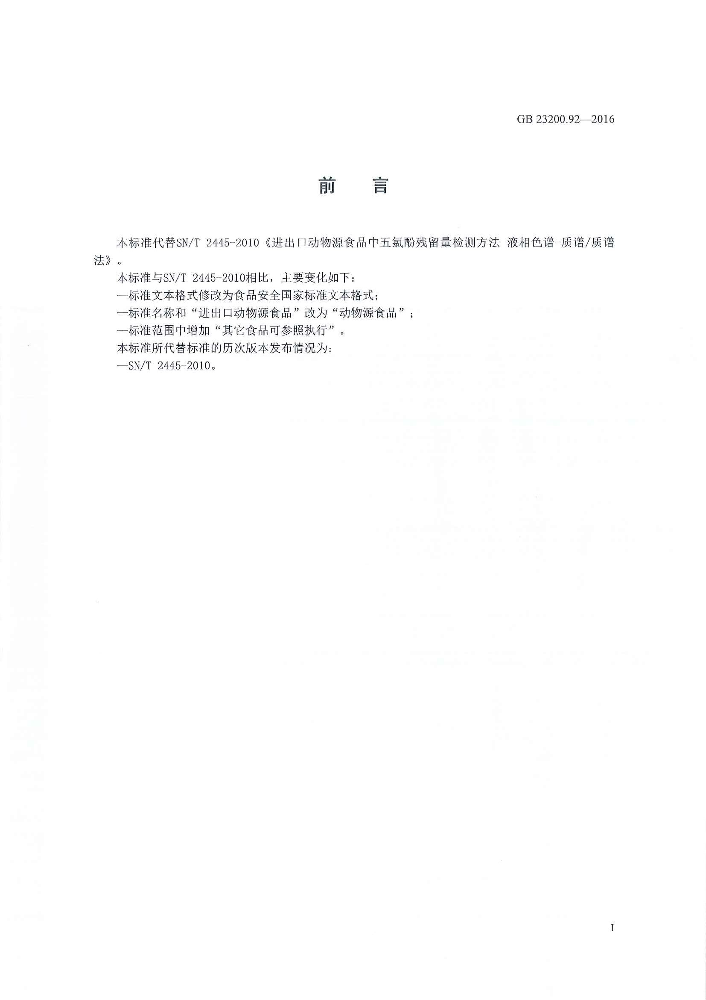 GB 23200.92—2016
前 言
本标准代替SN/T 2445-2010《进出口动物源食品中五氯酚残留量检测方法 液相色谱-质谱/质谱
法》。
本标准与SN/T 2445-2010相比，主要变化如下：
—标准文本格式修改为食品安全国家标准文本格式；
—标准名称和“进出口动物源食品”改为“动物源食品”；
—标准范围中增加“其它食品可参照执行”。
本标准所代替标准的历次版本发布情况为：
—SN/T 2445-2010。
I